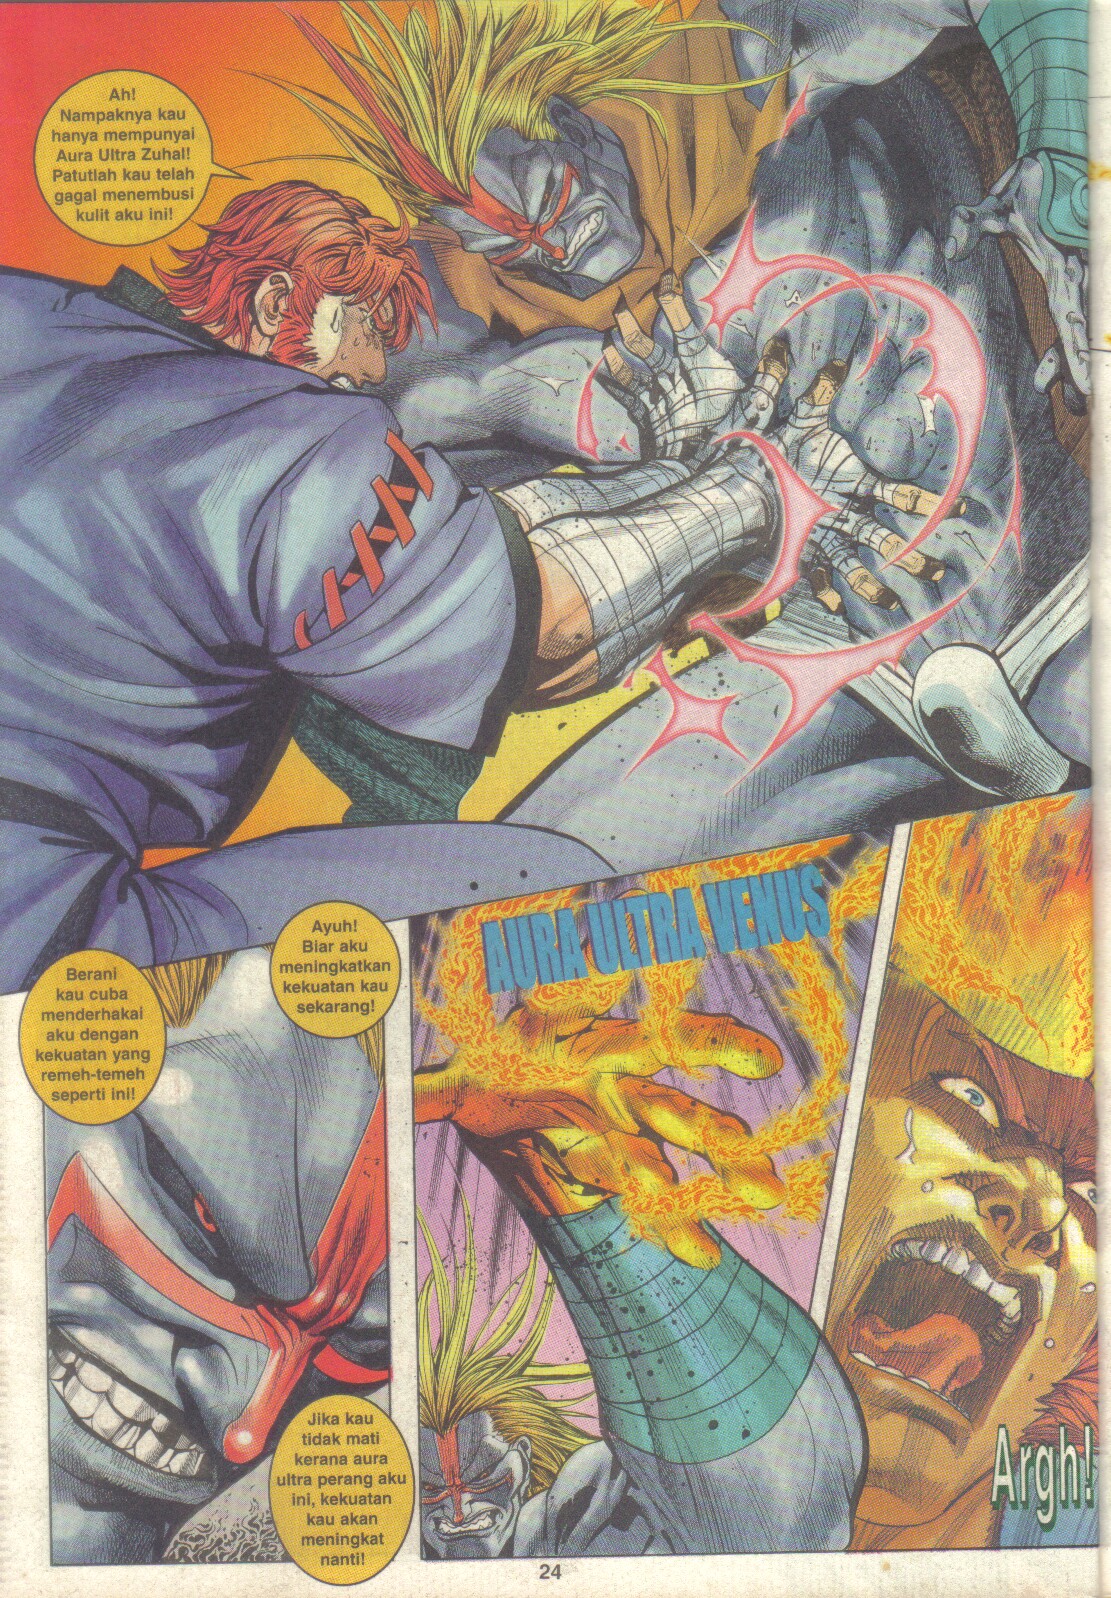 Ah!
Nampaknya kau
hanya mempunyai
Aura Ultra Zuhal!
Patutlah kau telah
gagal menembusi
kulit aku ini!
Berani
kau cuba
menderhakai
aku dengan
kekuatan yang
remeh-temeh
seperti ini!
Ayuh!
Biar aku
meningkatkan
kekuatan kau
sekarang!
Jika kau
tidak mati
kerana aura
ultra perang aku
ini, kekuatan
kau akan
meningkat
nanti!
AURA ULTRA VENUS
Argh!
24